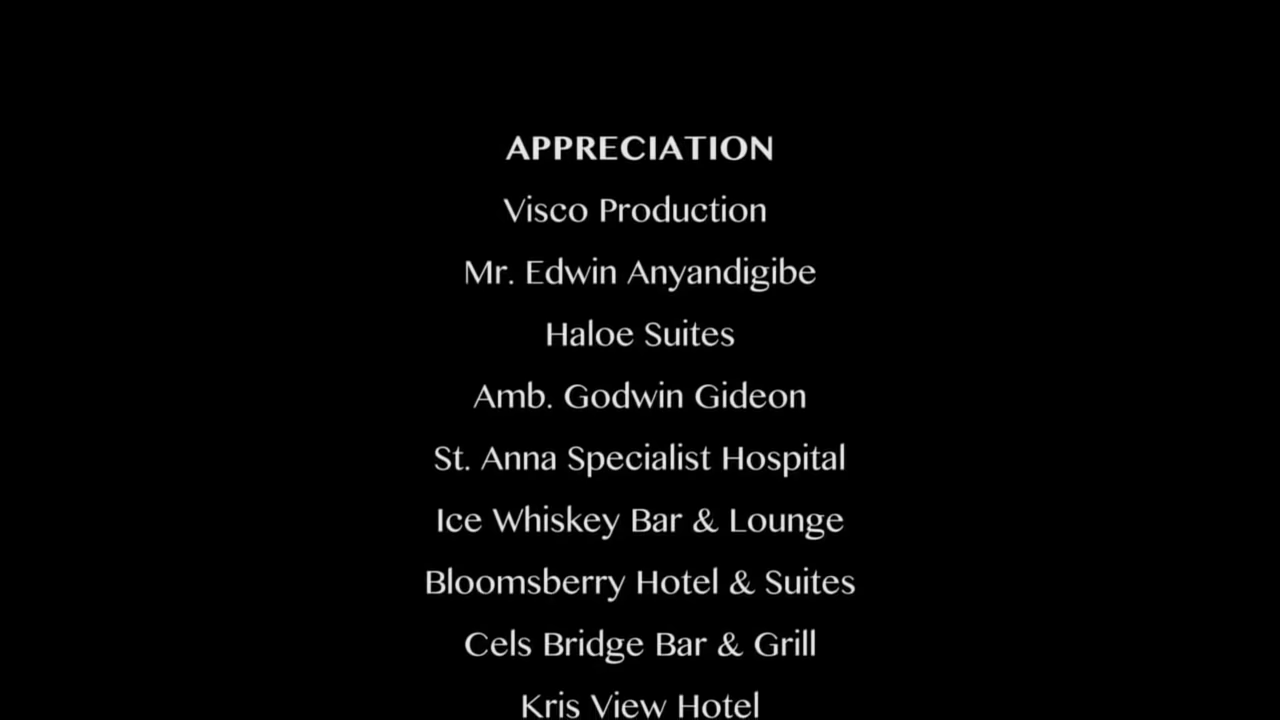 APPRECIATION
Visco Production
Mr. Edwin Anyandigibe
Haloe Suites
Amb. Godwin Gideon
St. Anna Specialist Hospital
Ice Whiskey Bar & Lounge
Bloomsberry Hotel & Suites
Cels Bridge Bar & Grill
Kris View Hotel